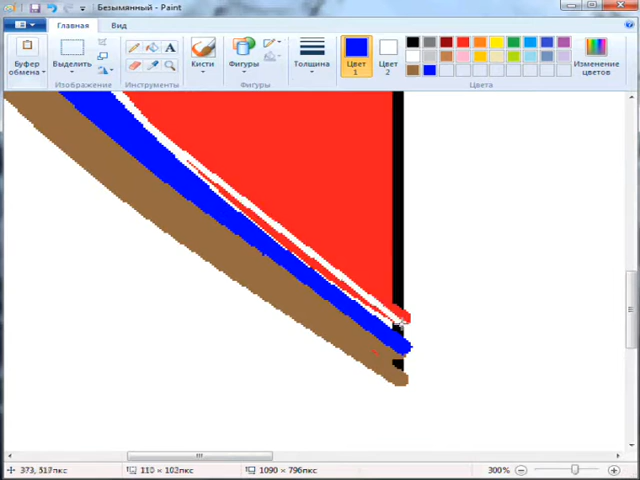 Безымянный - Paint
Главная
Вид
Буфер
обмена
Выделить
Изображение
A
Инструменты
Кисти
Фигуры
Фигуры
Толщина
Цвет
1
Цвет
2
Цвета
Изменение
цветов
373, 517пкс
110 × 102пкс
1090 × 796пкс
300%